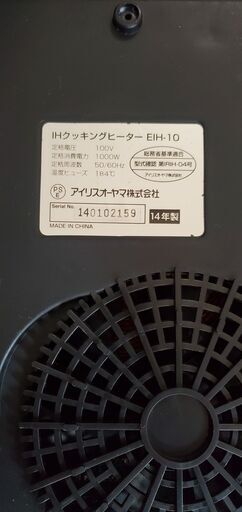 IHクッキングヒーター EIH-10
定格電圧 100V
定格消費電力 1000W
定格周波数 50/60Hz
温度ヒューズ 184℃
総務省基準適合
型式確認 第IRIH-04号
アイリスオーヤマ株式会社
PS
E
アイリスオーヤマ株式会社
Serial No. 140102159
14年製
MADE IN CHINA